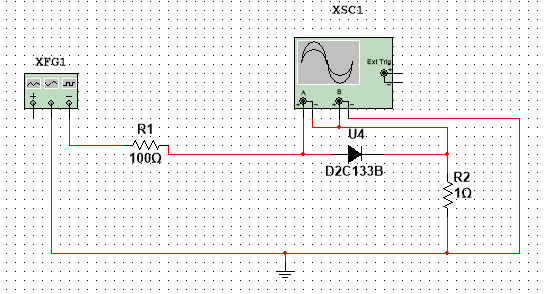 XSC1
XFG1
Ext Trig
+
−
A
B
+
−
+
−
+
−
R1
100Ω
U4
D2C133B
R2
1Ω